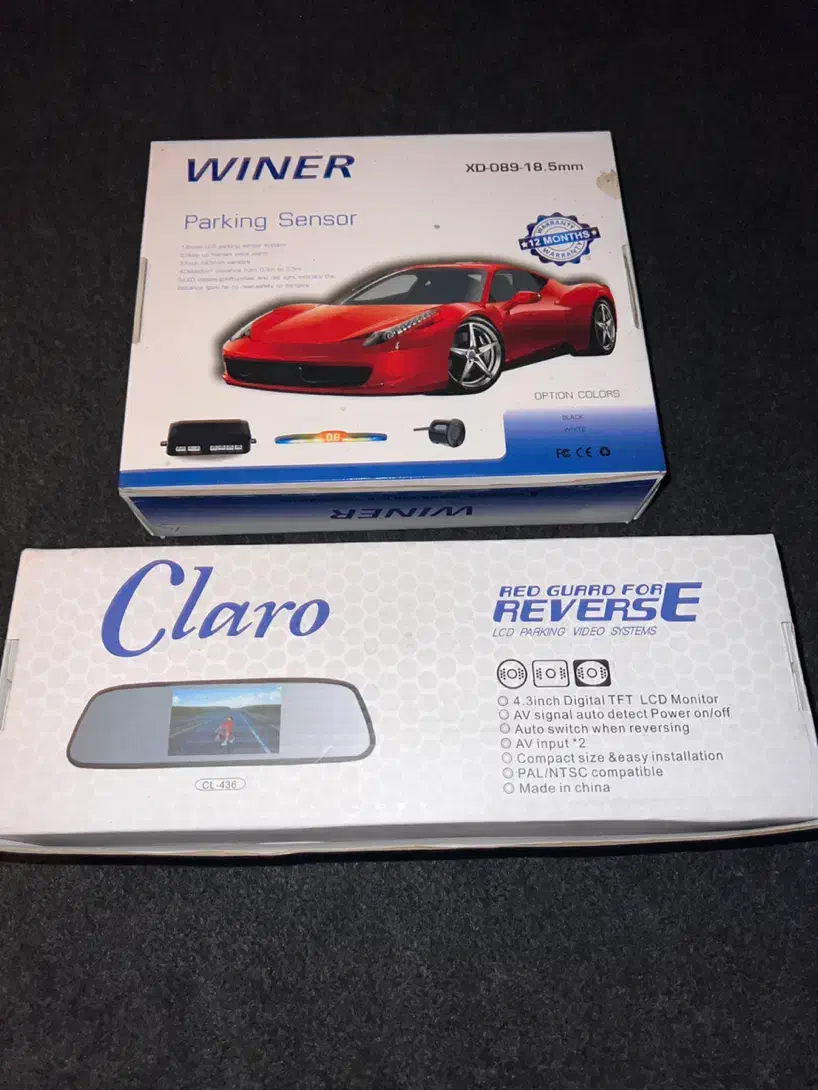 WINER
XD-089-18.5mm
Parking Sensor
WARRANTY
12 MONTHS
WARRANTY
OPTION COLORS
BLACK
WHITE
FC CE
WINER
Claro
RED GUARD FOR
REVERSE
LCD PARKING VIDEO SYSTEMS
4.3inch Digital TFT LCD Monitor
AV signal auto detect Power on/off
Auto switch when reversing
AV input *2
Compact size &easy installation
PAL/NTSC compatible
Made in china
CL-436